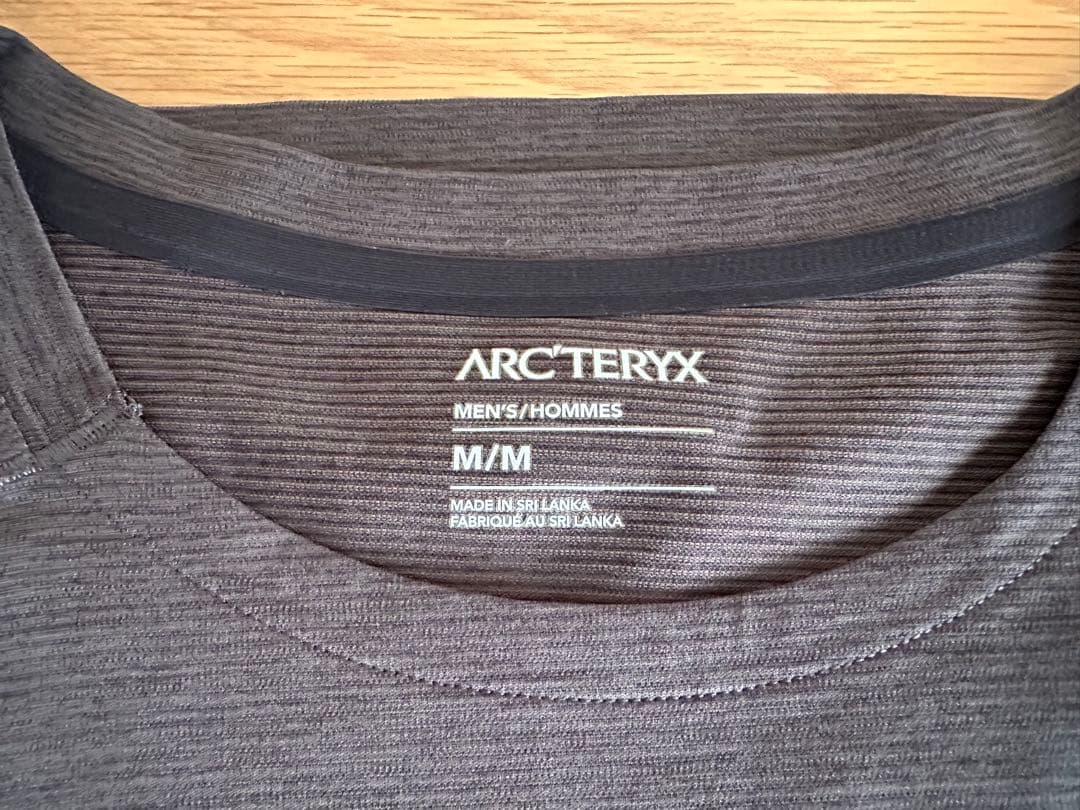 ARC'TERYX
MEN'S/HOMMES
M/M
MADE IN SRI LANKA
FABRIQUÉ AU SRI LANKA